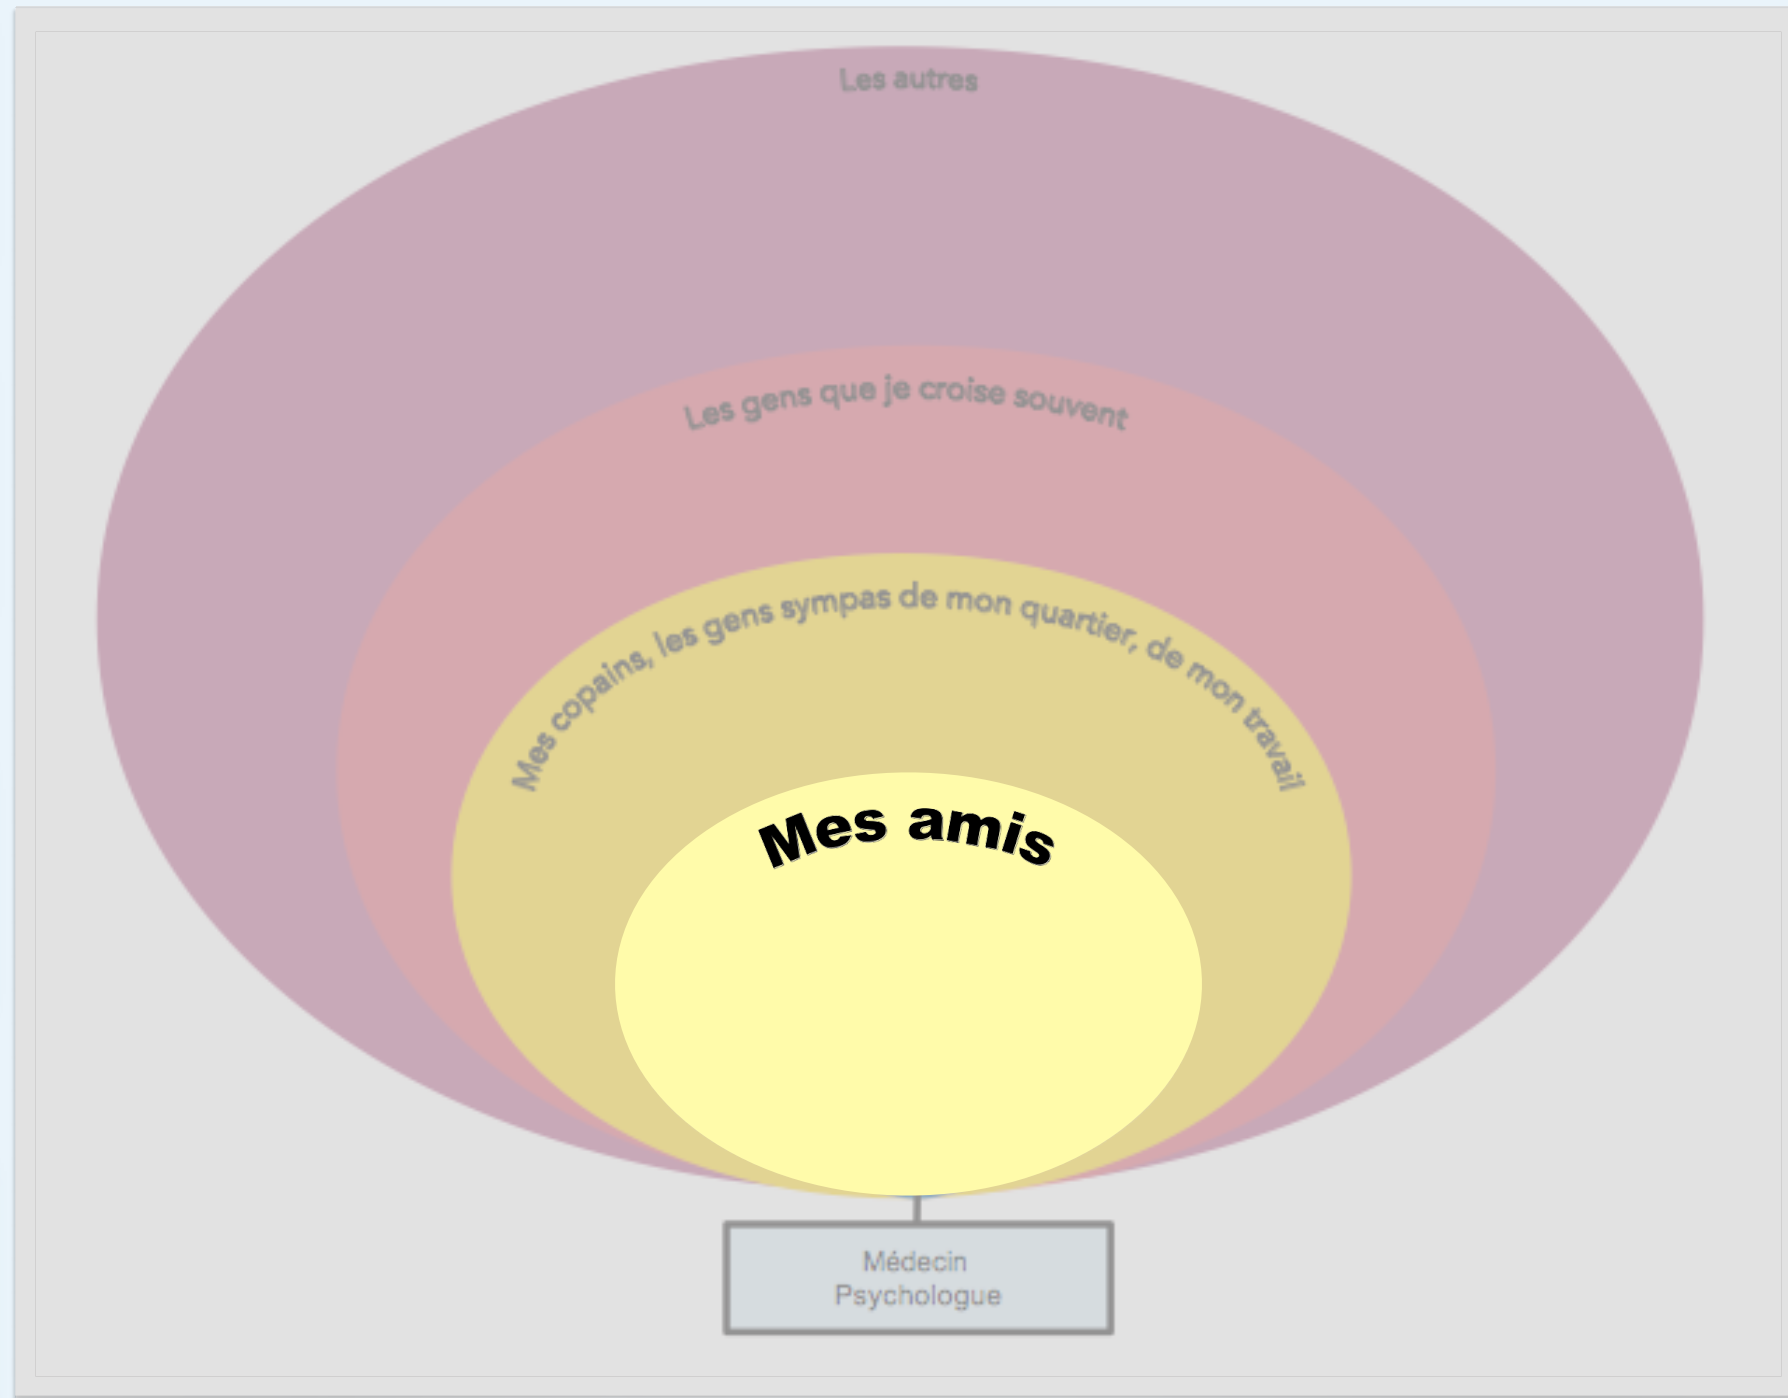 Les autres
Les gens que je croise souvent
Mes copains, les gens sympas de mon quartier, de mon travail
Mes amis
Médecin
Psychologue